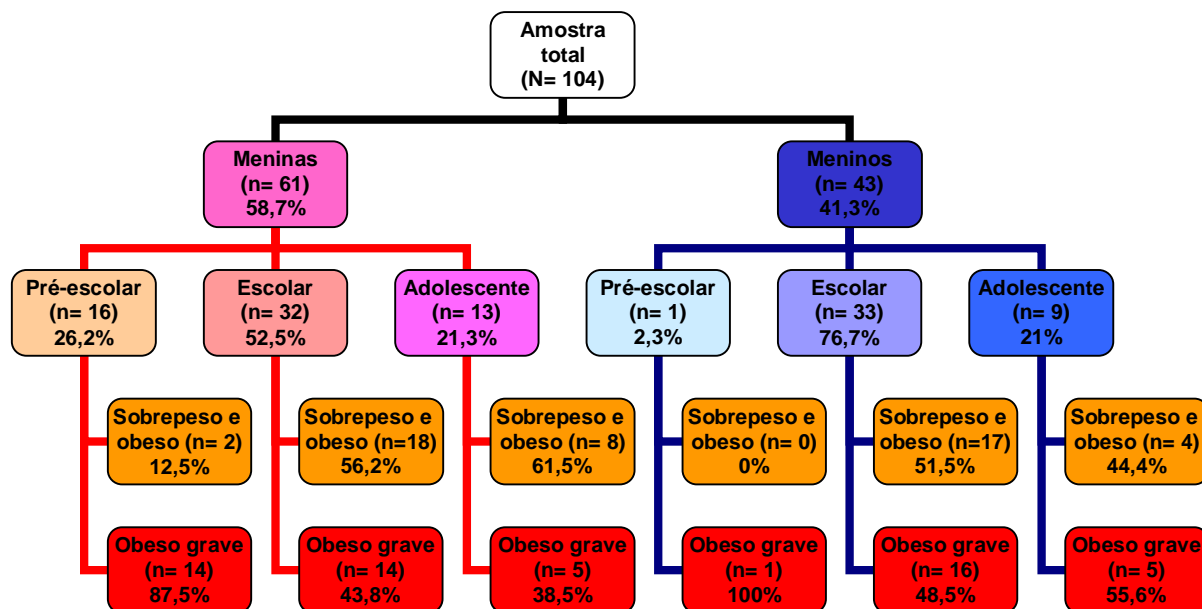 Amostra
total
(N= 104)
Meninas
(n= 61)
58,7%
Meninos
(n= 43)
41,3%
Pré-escolar
(n= 16)
26,2%
Escolar
(n= 32)
52,5%
Adolescente
(n= 13)
21,3%
Pré-escolar
(n= 1)
2,3%
Escolar
(n= 33)
76,7%
Adolescente
(n= 9)
21%
Sobrepeso e
obeso (n= 2)
12,5%
Sobrepeso e
obeso (n=18)
56,2%
Sobrepeso e
obeso (n= 8)
61,5%
Sobrepeso e
obeso (n= 0)
0%
Sobrepeso e
obeso (n=17)
51,5%
Sobrepeso e
obeso (n= 4)
44,4%
Obeso grave
(n= 14)
87,5%
Obeso grave
(n= 14)
43,8%
Obeso grave
(n= 5)
38,5%
Obeso grave
(n= 1)
100%
Obeso grave
(n= 16)
48,5%
Obeso grave
(n= 5)
55,6%